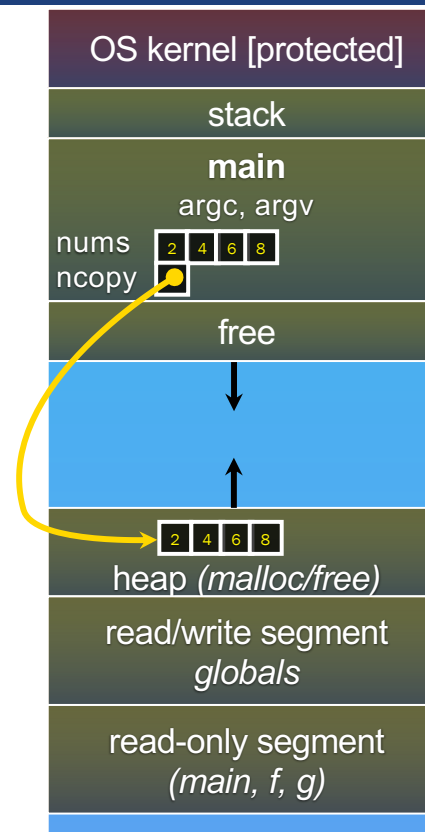 OS kernel [protected]
stack
main
argc, argv
nums 2 4 6 8
ncopy
free
2 4 6 8
heap (malloc/free)
read/write segment
globals
read-only segment
(main, f, g)